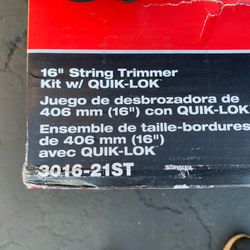 16" String Trimmer
Kit w/ QUIK-LOK
Juego de desbrozadora de
406 mm (16") con QUIK-LOK
Ensemble de taille-bordures
de 406 mm (16")
avec QUIK-LOK
3016-21ST